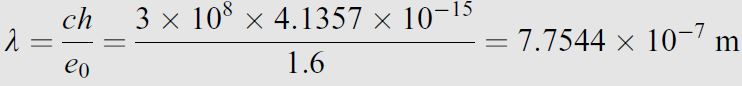 λ = ch/e₀ = (3 × 10⁸ × 4.1357 × 10⁻¹⁵)/1.6 = 7.7544 × 10⁻⁷ m